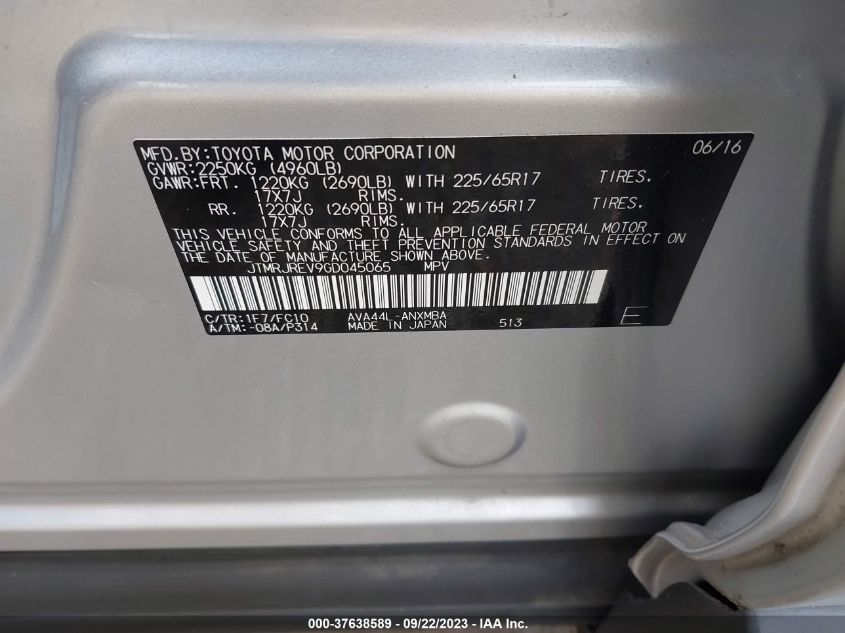 MFD.BY:TOYOTA MOTOR CORPORATION 06/16
GVWR:2250KG (4960LB)
GAWR:FRT. 1220KG (2690LB) WITH 225/65R17 TIRES.
17X7J RIMS.
RR. 1220KG (2690LB) WITH 225/65R17 TIRES.
17X7J RIMS.
THIS VEHICLE CONFORMS TO ALL APPLICABLE FEDERAL MOTOR
VEHICLE SAFETY AND THEFT PREVENTION STANDARDS IN EFFECT ON
THE DATE OF MANUFACTURE SHOWN ABOVE.
JTMRJREV9GD045065 MPV
C/TR:1F7/FC10 AVA44L-ANXMBA
A/TM:-08A/P314 MADE IN JAPAN 513 E
000-37638589 - 09/22/2023 - IAAI.com